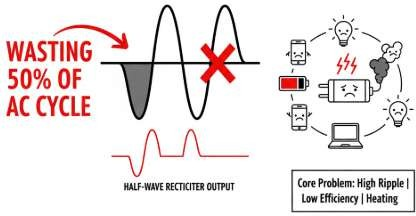 WASTING
50% OF
AC CYCLE
HALF-WAVE RECTICITER OUTPUT
Core Problem: High Ripple |
Low Efficiency | Heating